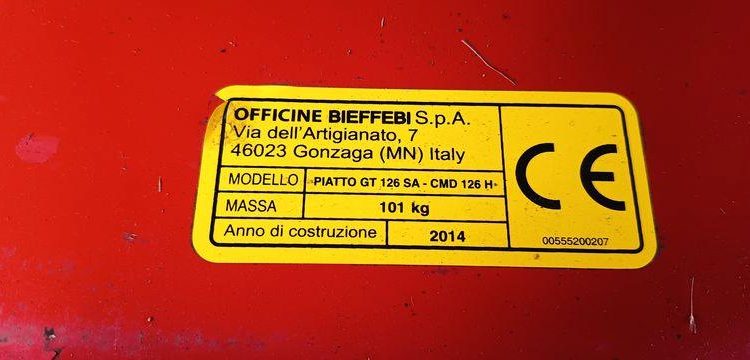 OFFICINE BIEFFEBI S.p.A.
Via dell'Artigianato, 7
46023 Gonzaga (MN) Italy
MODELLO PIATTO GT 126 SA - CMD 126 H
MASSA 101 kg
Anno di costruzione 2014
CE
00555200207